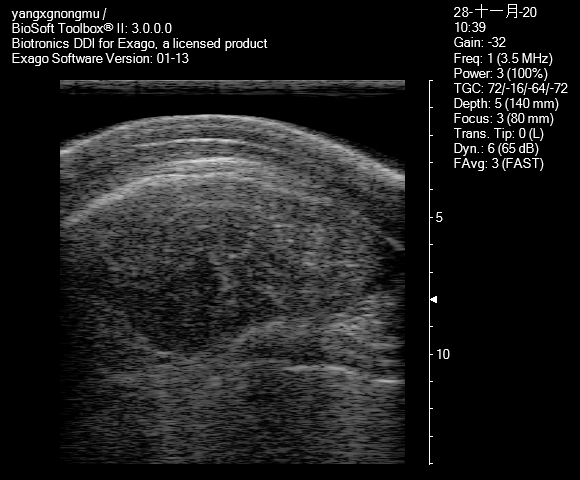 yangxgnongmu /
BioSoft Toolbox® II: 3.0.0.0
Biotronics DDI for Exago, a licensed product
Exago Software Version: 01-13
28-十一月-20
10:39
Gain: -32
Freq: 1 (3.5 MHz)
Power: 3 (100%)
TGC: 72/-16/-64/-72
Depth: 5 (140 mm)
Focus: 3 (80 mm)
Trans. Tip: 0 (L)
Dyn.: 6 (65 dB)
FAvg: 3 (FAST)
5
10